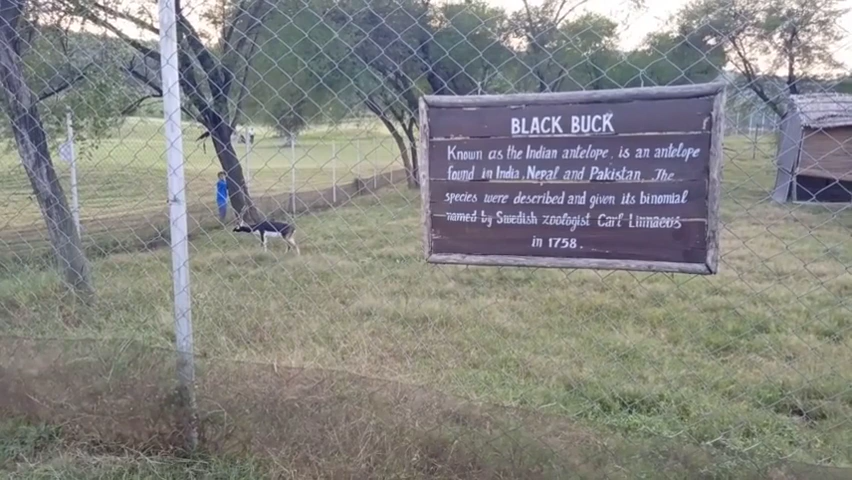 BLACK BUCK
Known as the Indian antelope, is an antelope
found in India, Nepal and Pakistan. The
species were described and given its binomial
named by Swedish zoologist Carl Linnaeus
in 1758.